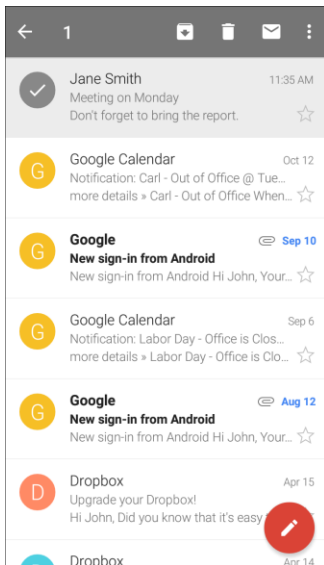 1
Jane Smith 11:35 AM
Meeting on Monday
Don't forget to bring the report.
G
Google Calendar Oct 12
Notification: Carl - Out of Office @ Tue...
more details » Carl - Out of Office When...
G
Google Sep 10
New sign-in from Android
New sign-in from Android Hi John, Your...
G
Google Calendar Sep 6
Notification: Labor Day - Office is Clos...
more details » Labor Day - Office is Clo...
G
Google Aug 12
New sign-in from Android
New sign-in from Android Hi John, Your...
D
Dropbox Apr 15
Upgrade your Dropbox!
Hi John, Did you know that it's easy
Dropbox Apr 14